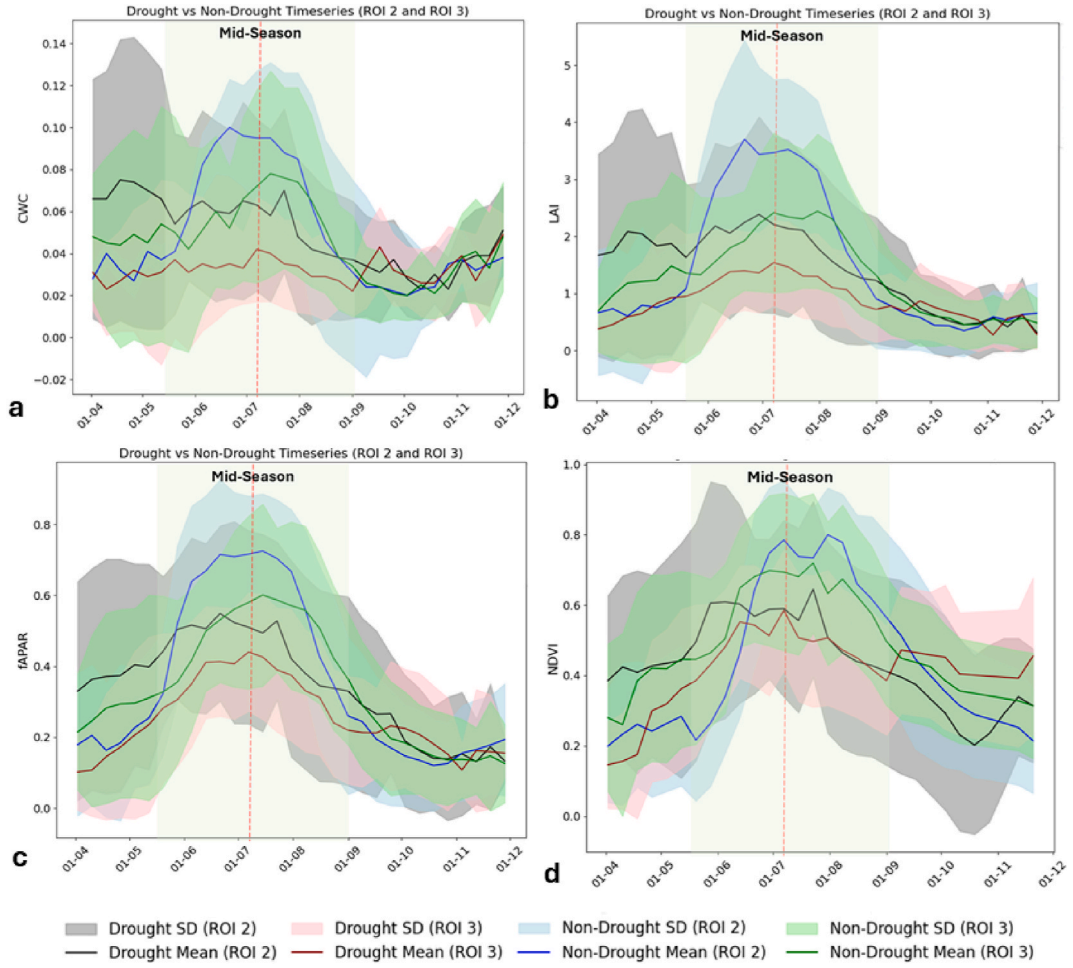 Drought vs Non-Drought Timeseries (ROI 2 and ROI 3)
Mid-Season
0.14
0.12
0.10
0.08
0.06
0.04
0.02
0.00
−0.02
CWC
01-04
01-05
01-06
01-07
01-08
01-09
01-10
01-11
01-12
a
Drought vs Non-Drought Timeseries (ROI 2 and ROI 3)
Mid-Season
5
4
3
2
1
0
LAI
01-04
01-05
01-06
01-07
01-08
01-09
01-10
01-11
01-12
b
Drought vs Non-Drought Timeseries (ROI 2 and ROI 3)
Mid-Season
0.8
0.6
0.4
0.2
0.0
fAPAR
01-04
01-05
01-06
01-07
01-08
01-09
01-10
01-11
01-12
c
Mid-Season
1.0
0.8
0.6
0.4
0.2
0.0
NDVI
01-04
01-05
01-06
01-07
01-08
01-09
01-10
01-11
01-12
d
Drought SD (ROI 2)
Drought SD (ROI 3)
Non-Drought SD (ROI 2)
Non-Drought SD (ROI 3)
Drought Mean (ROI 2)
Drought Mean (ROI 3)
Non-Drought Mean (ROI 2)
Non-Drought Mean (ROI 3)